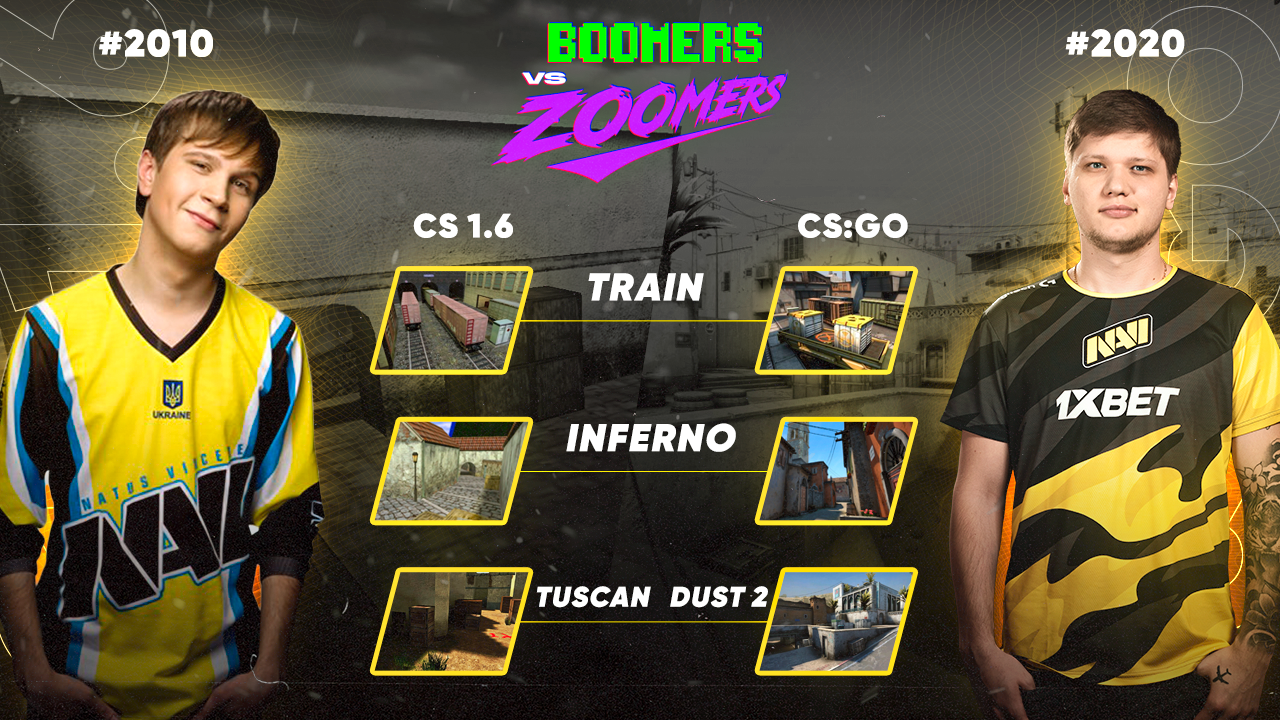 #2010
BOOMERS
VS
ZOOMERS
#2020
CS 1.6
CS:GO
TRAIN
INFERNO
TUSCAN DUST 2
UKRAINE
NATUS VINCERE
NAVI
NAVI
1XBET